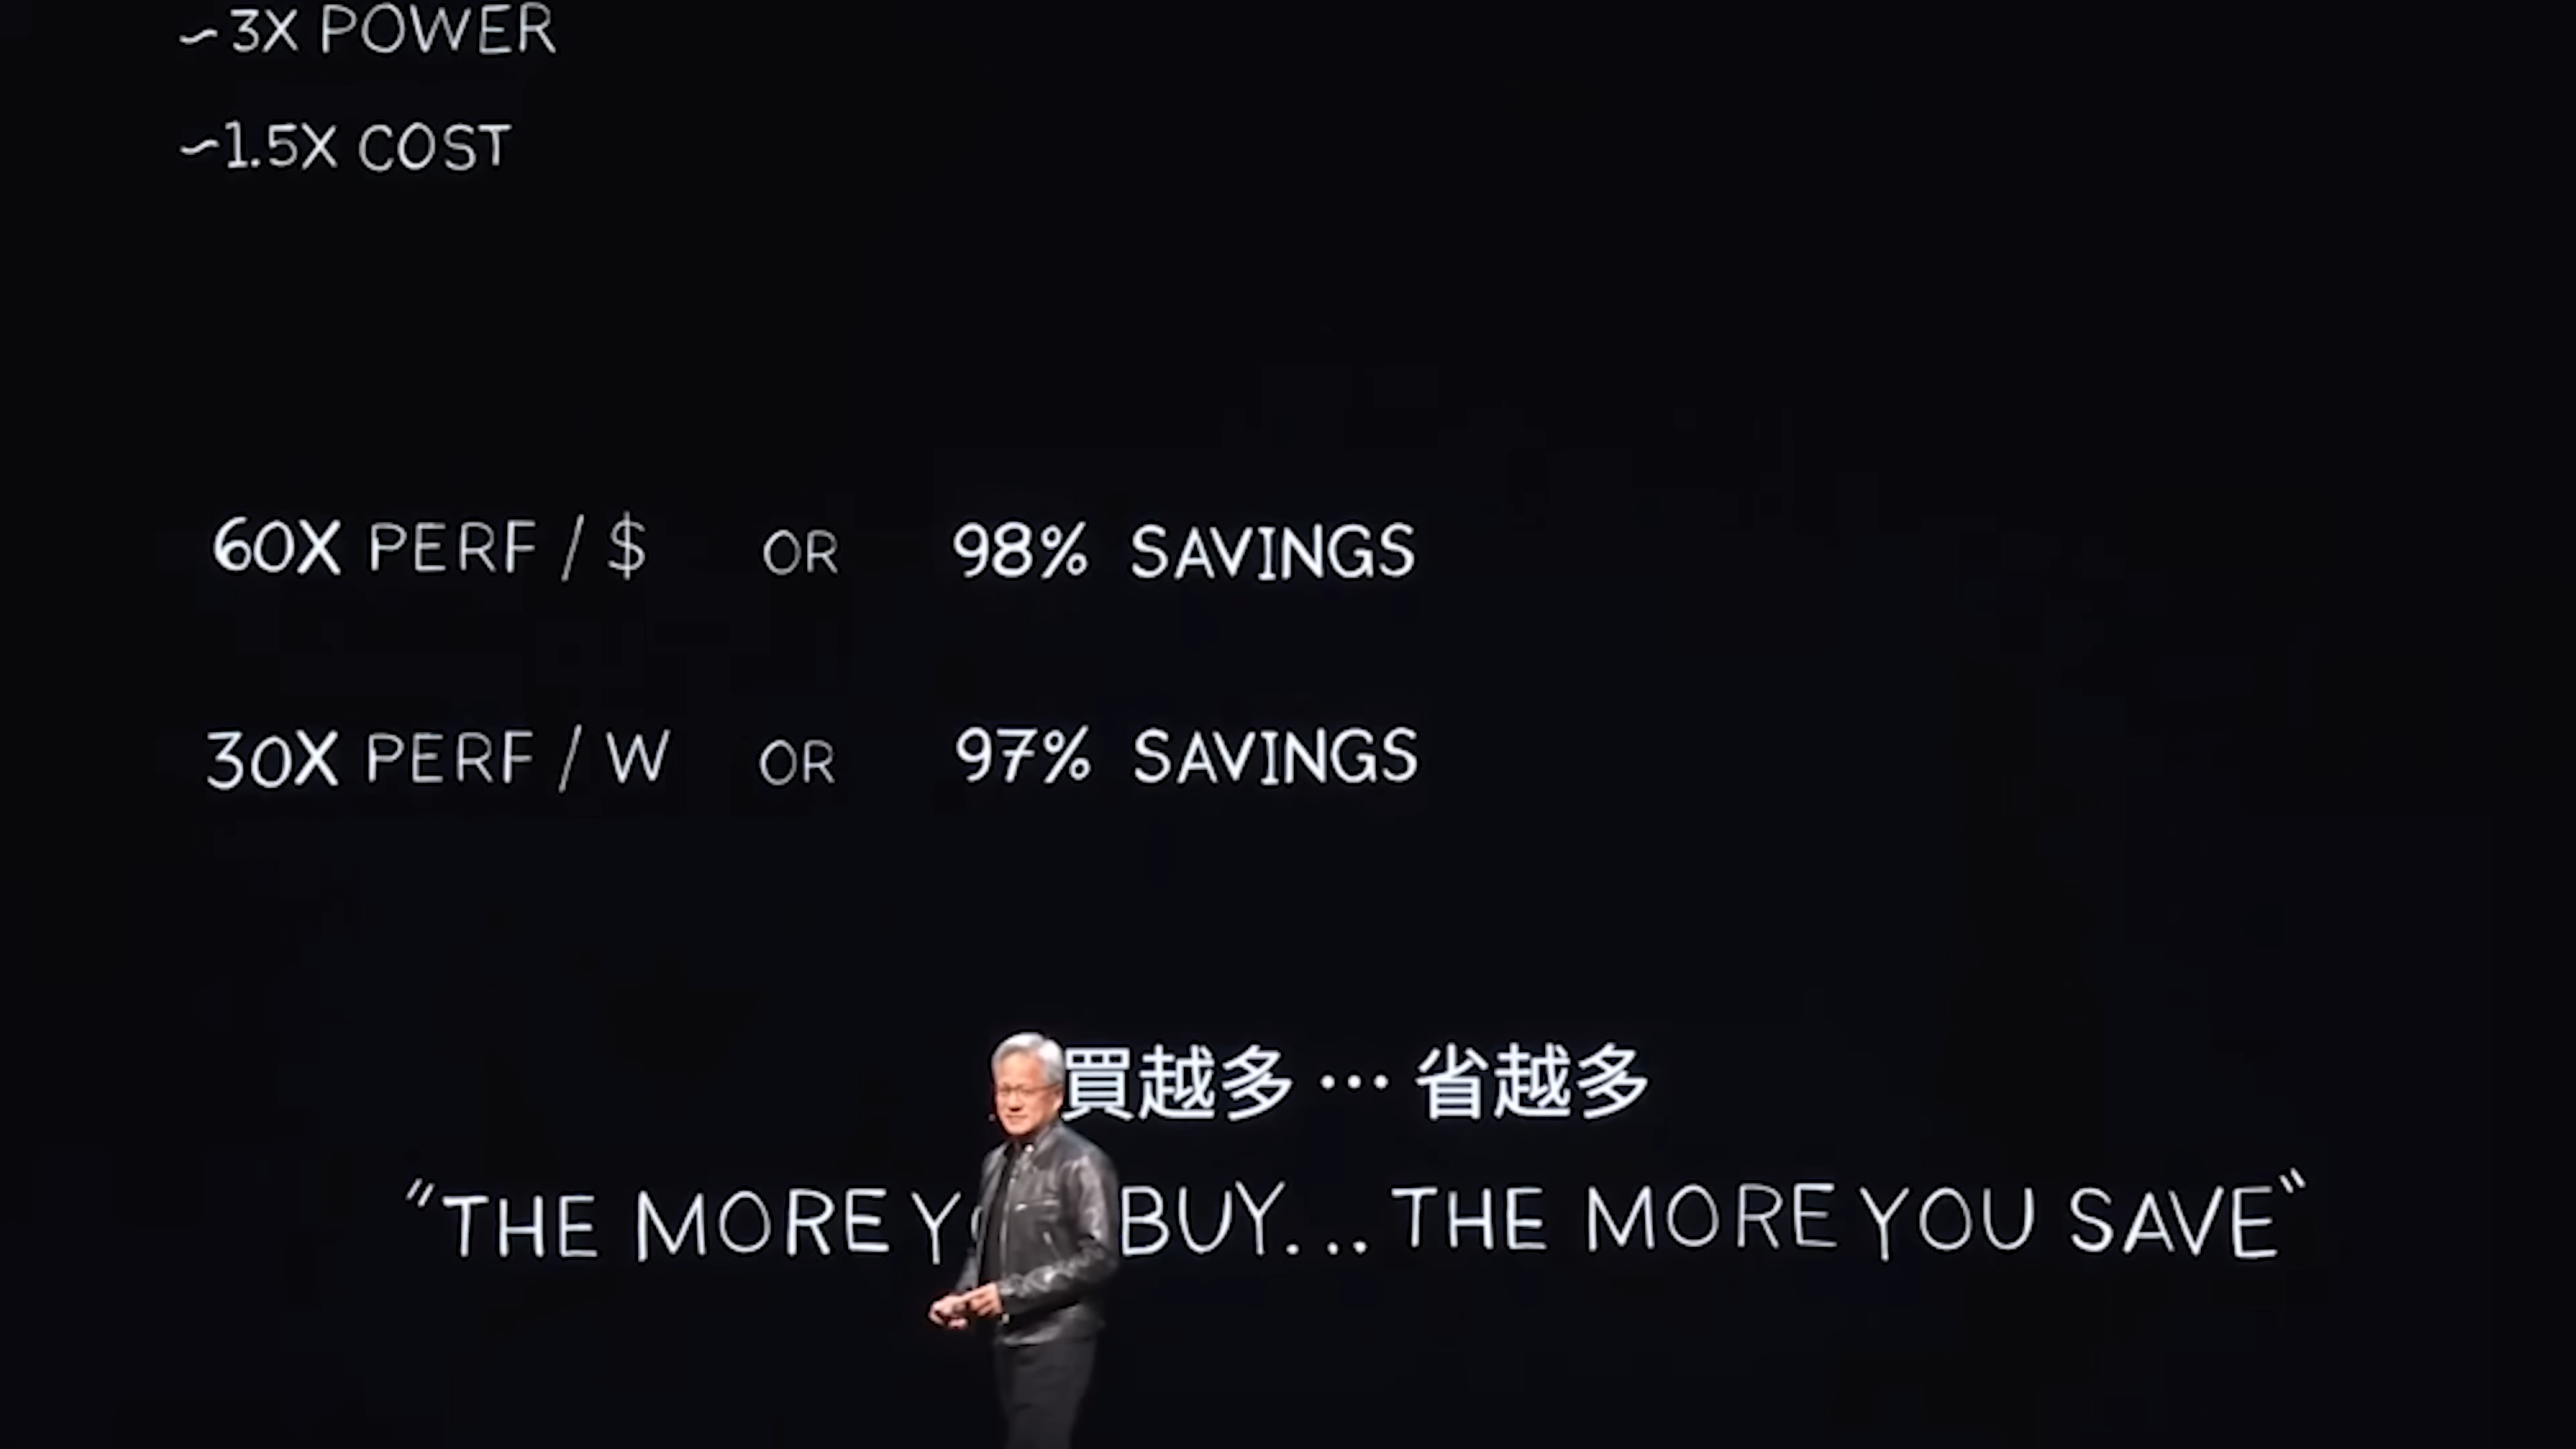 ~3X POWER
~1.5X COST
60X PERF / $ OR 98% SAVINGS
30X PERF / W OR 97% SAVINGS
買越多 ⋯ 省越多
"THE MORE BUY... THE MORE YOU SAVE"